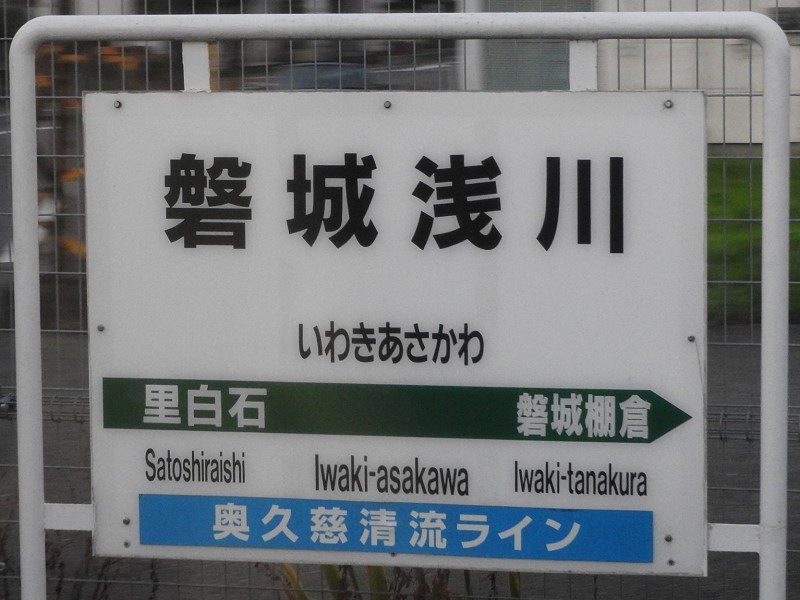 磐城浅川
いわきあさかわ
里白石 磐城棚倉
Satoshiraishi Iwaki-asakawa Iwaki-tanakura
奥久慈清流ライン